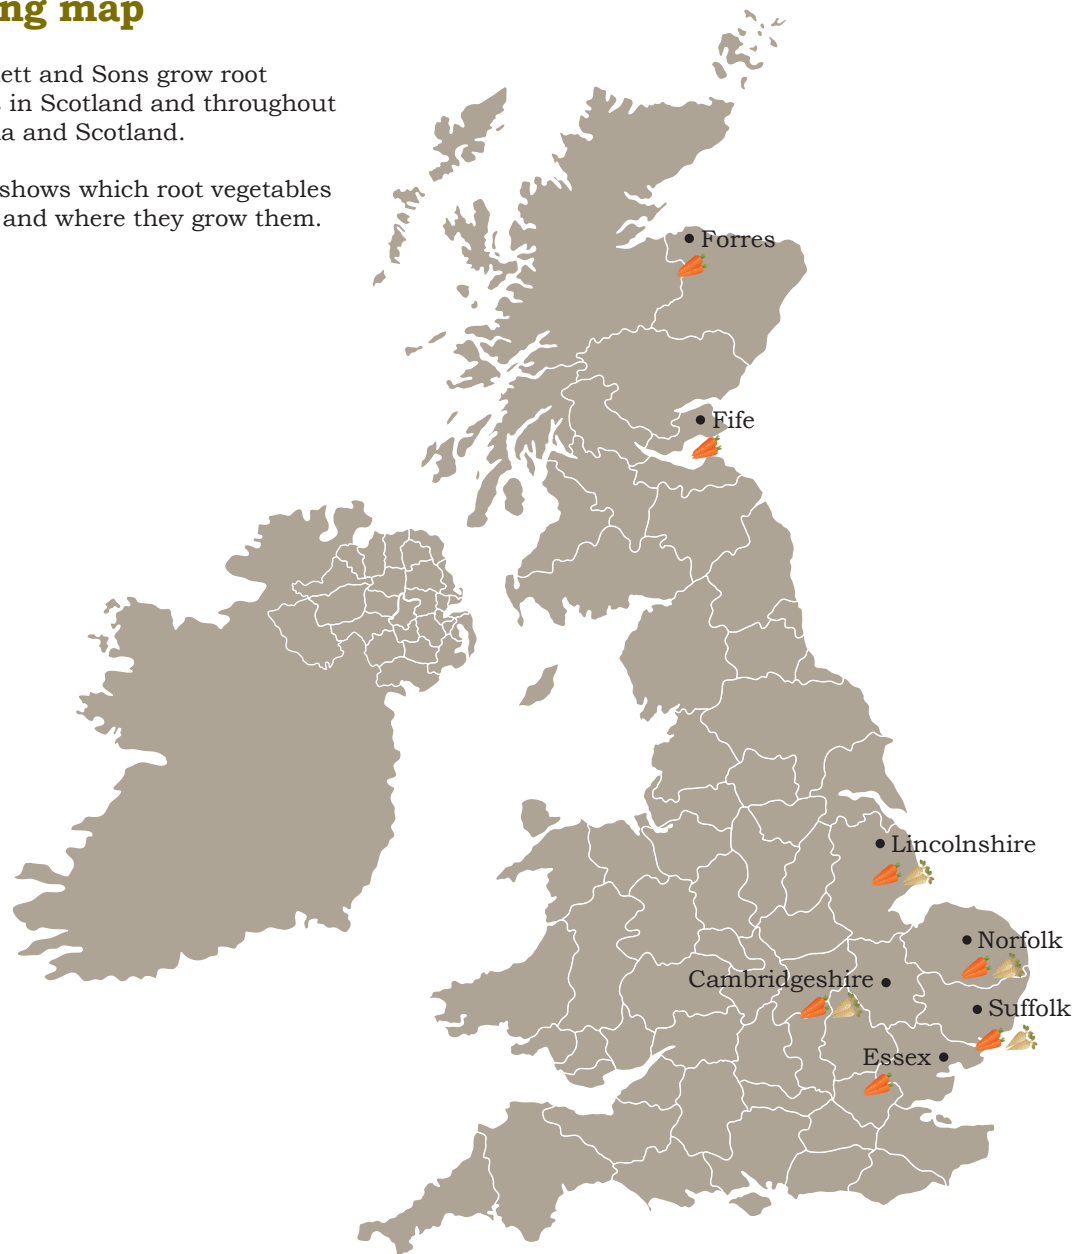 ng map
ett and Sons grow root
in Scotland and throughout
a and Scotland.
shows which root vegetables
and where they grow them.
Forres
Fife
Lincolnshire
Norfolk
Cambridgeshire
Suffolk
Essex